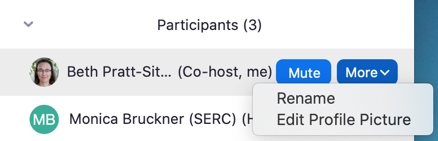 Participants (3)
Beth Pratt-Sit... (Co-host, me) Mute More
Rename
Edit Profile Picture
MB Monica Bruckner (SERC) (H